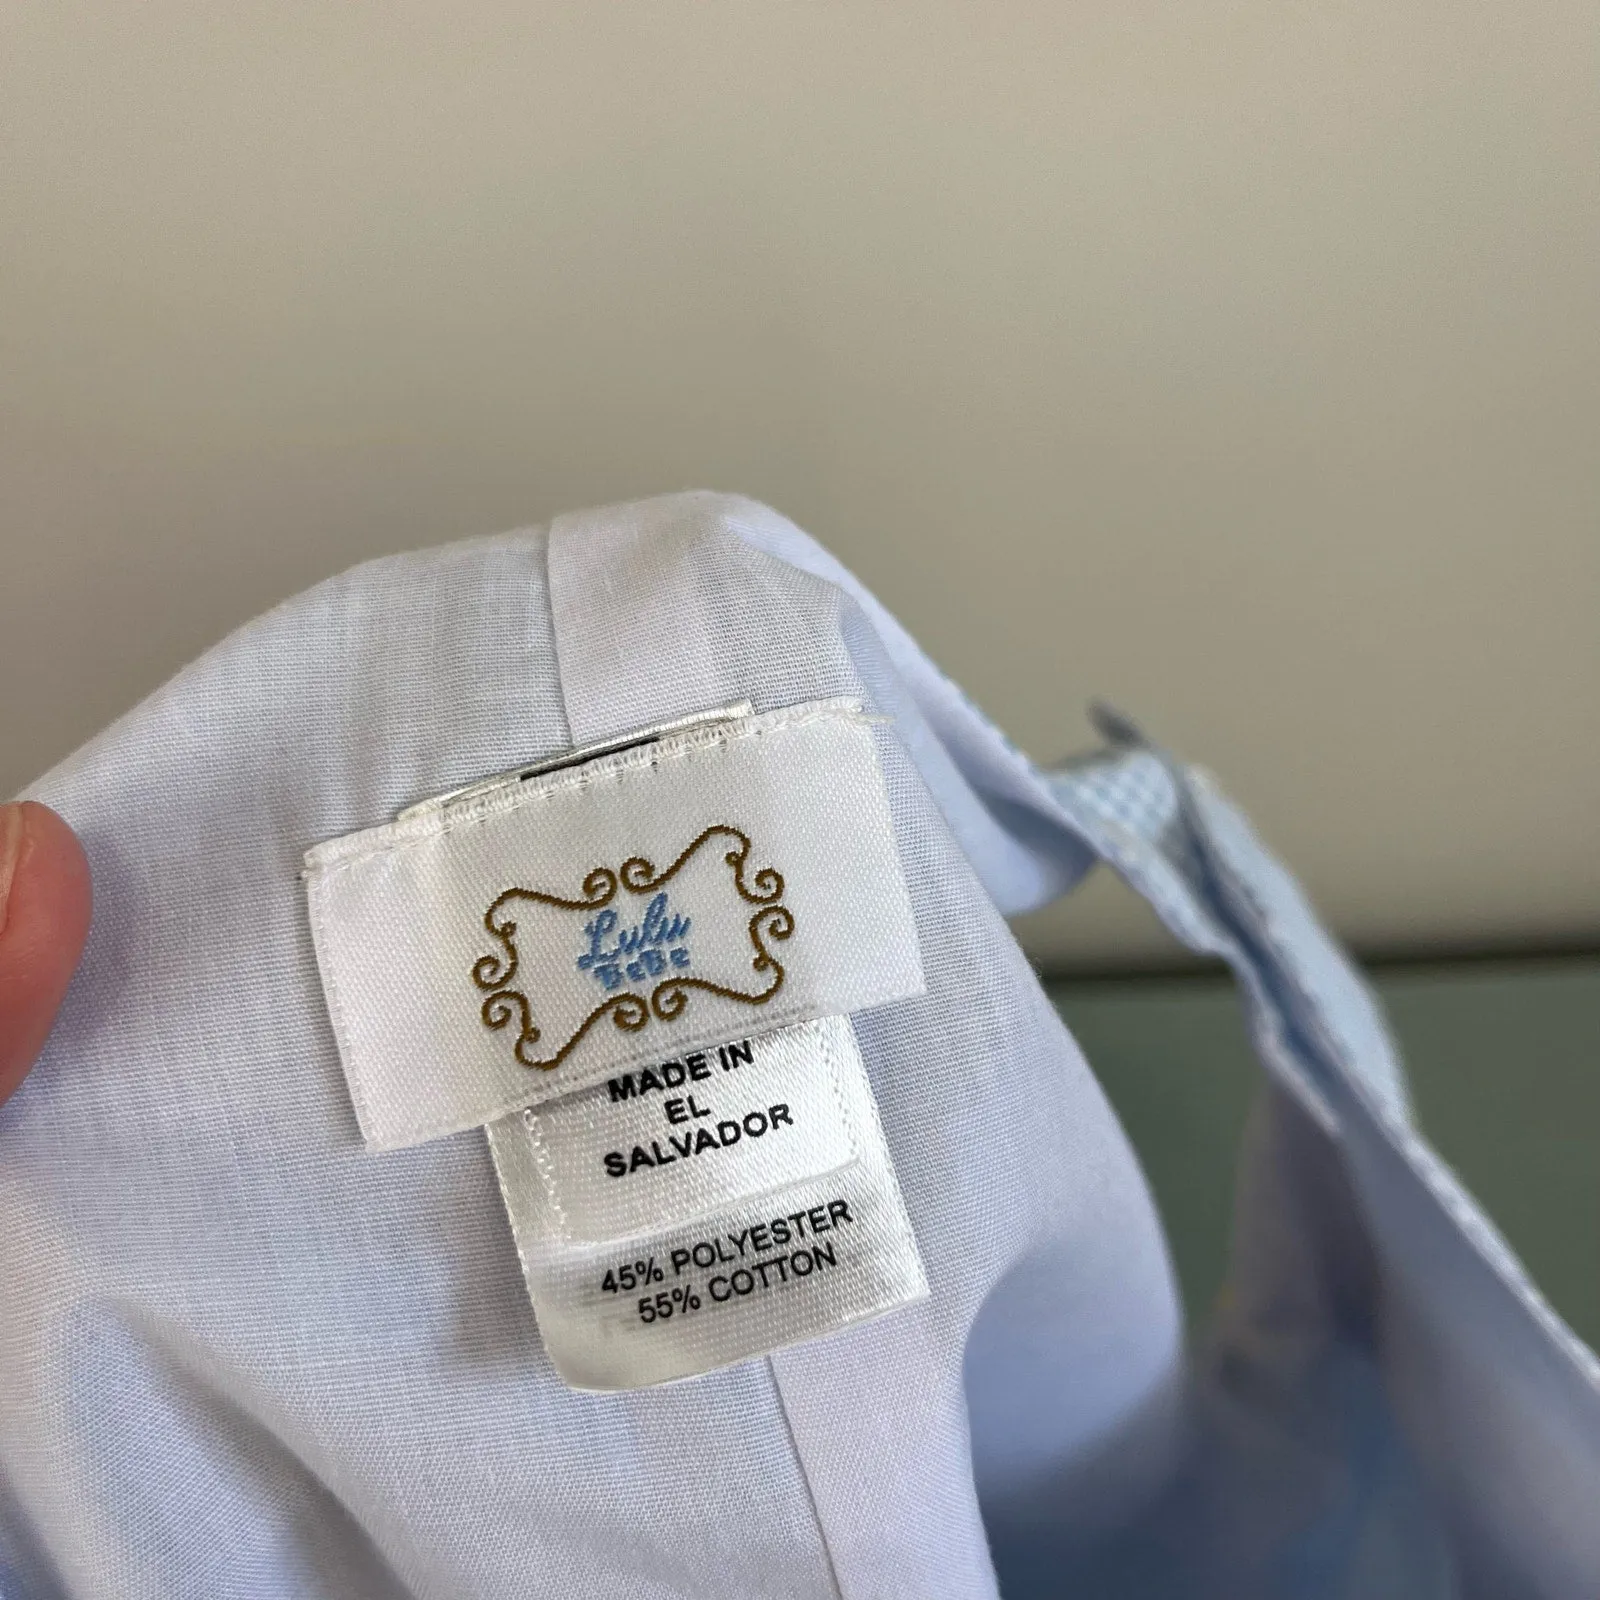 Lulu
BeBe
MADE IN
EL
SALVADOR
45% POLYESTER
55% COTTON